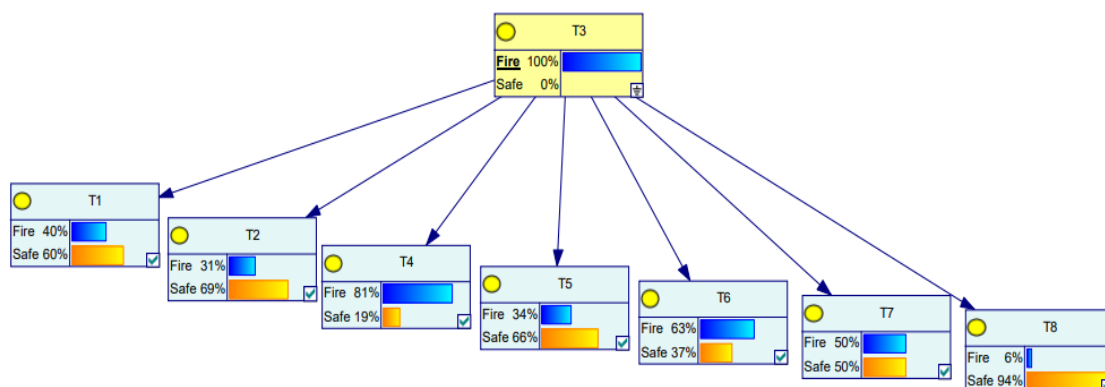 T3
Fire 100%
Safe 0%
T1
Fire 40%
Safe 60%
T2
Fire 31%
Safe 69%
T4
Fire 81%
Safe 19%
T5
Fire 34%
Safe 66%
T6
Fire 63%
Safe 37%
T7
Fire 50%
Safe 50%
T8
Fire 6%
Safe 94%